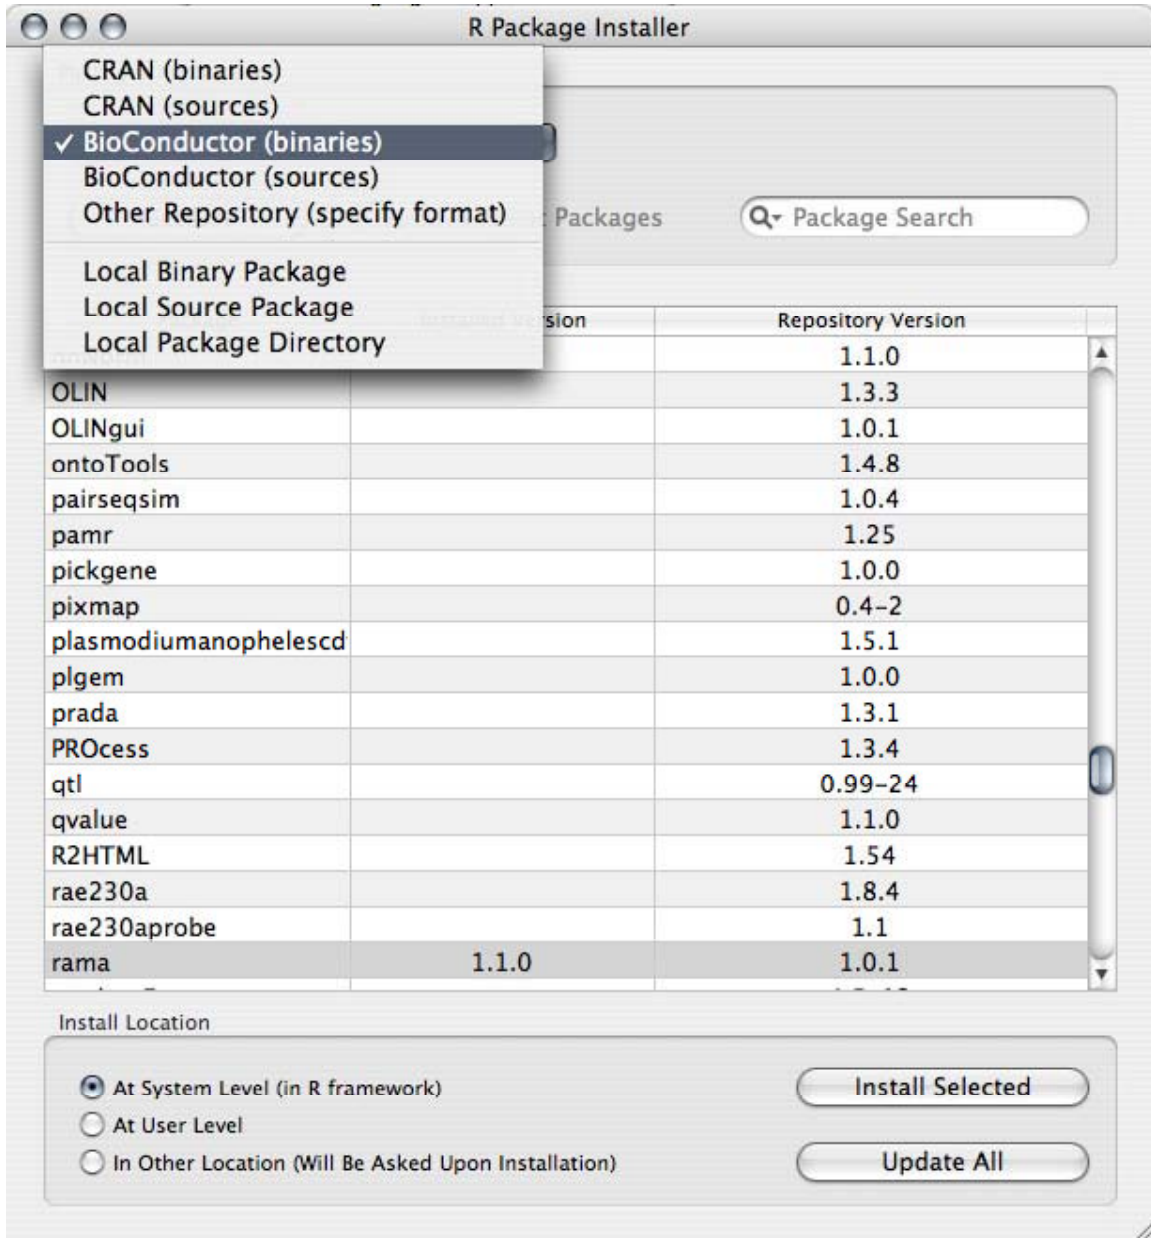 R Package Installer
CRAN (binaries)
CRAN (sources)
✓ BioConductor (binaries)
BioConductor (sources)
Other Repository (specify format)
Packages
Package Search
Local Binary Package
Local Source Package
Local Package Directory
Repository Version
1.1.0
OLIN 1.3.3
OLINgui 1.0.1
ontoTools 1.4.8
pairseqsim 1.0.4
pamr 1.25
pickgene 1.0.0
pixmap 0.4-2
plasmodiumanophelescd 1.5.1
plgem 1.0.0
prada 1.3.1
PROcess 1.3.4
qtl 0.99-24
qvalue 1.1.0
R2HTML 1.54
rae230a 1.8.4
rae230aprobe 1.1
rama 1.1.0 1.0.1
Install Location
At System Level (in R framework)
Install Selected
At User Level
In Other Location (Will Be Asked Upon Installation)
Update All